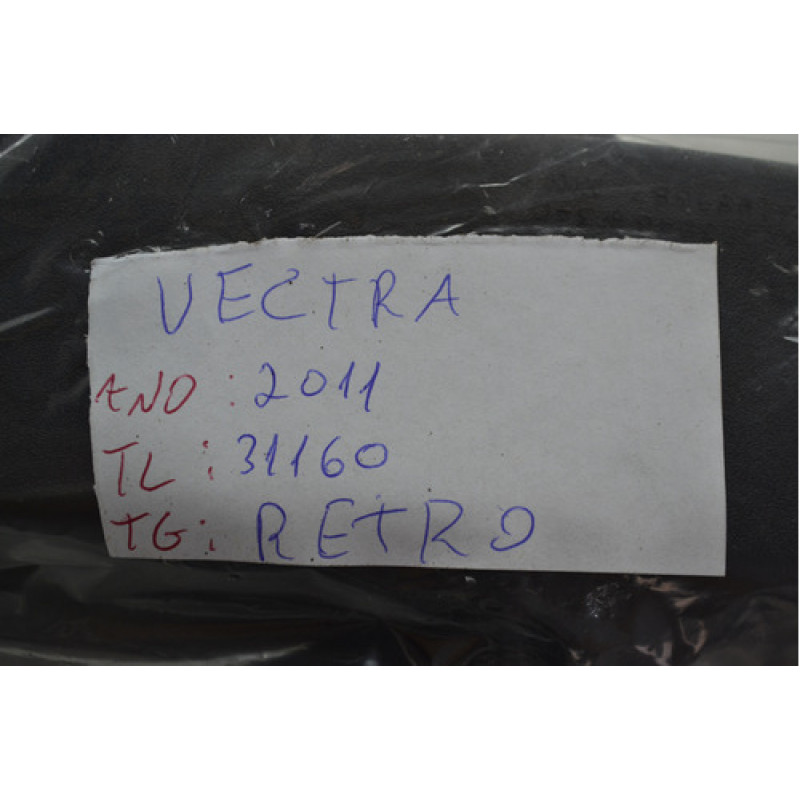 VECTRA
ANO: 2011
TL: 31160
TG: RETRO